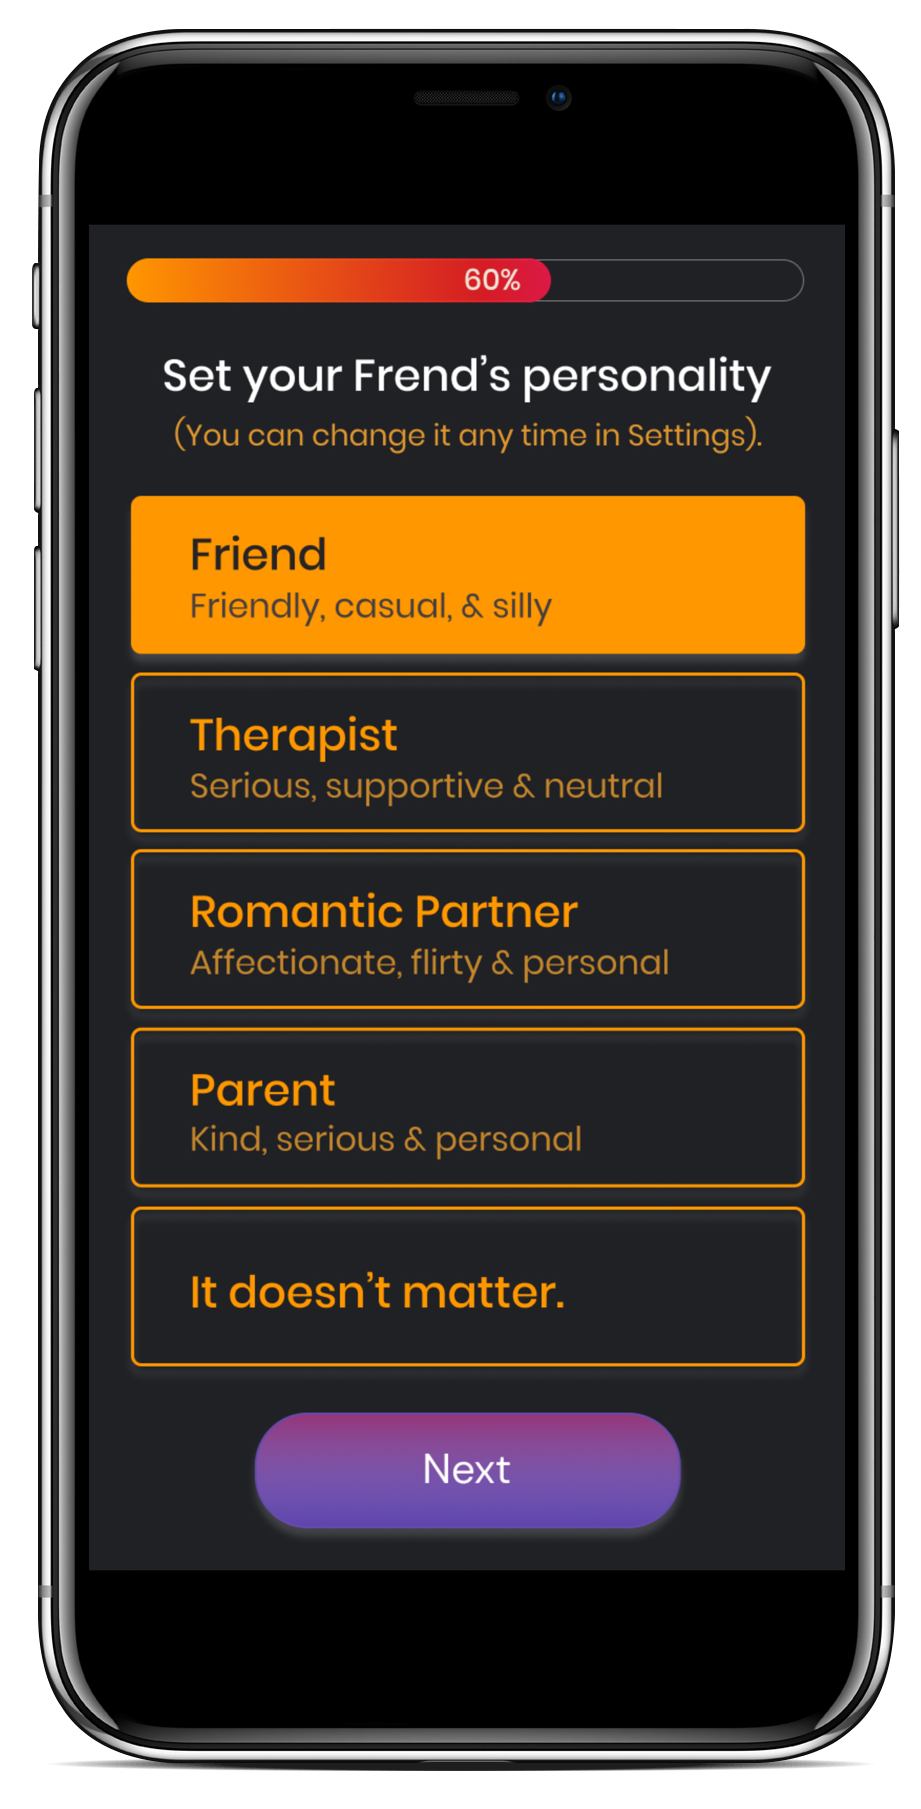 60%
Set your Frend’s personality
(You can change it any time in Settings).
Friend
Friendly, casual, & silly
Therapist
Serious, supportive & neutral
Romantic Partner
Affectionate, flirty & personal
Parent
Kind, serious & personal
It doesn’t matter.
Next